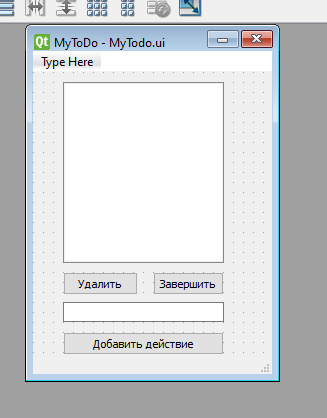 Qt MyToDo - MyTodo.ui
Type Here
Удалить Завершить
Добавить действие